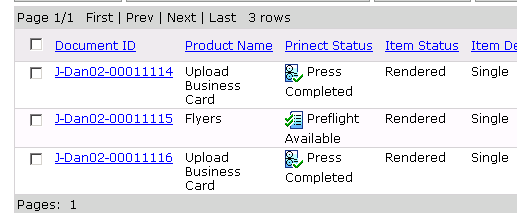 Page 1/1 First | Prev | Next | Last 3 rows
Document ID Product Name Prinect Status Item Status Item De
J-Dan02-00011114 Upload Business Card Press Completed Rendered Single
J-Dan02-00011115 Flyers Preflight Available Rendered Single
J-Dan02-00011116 Upload Business Card Press Completed Rendered Single
Pages: 1